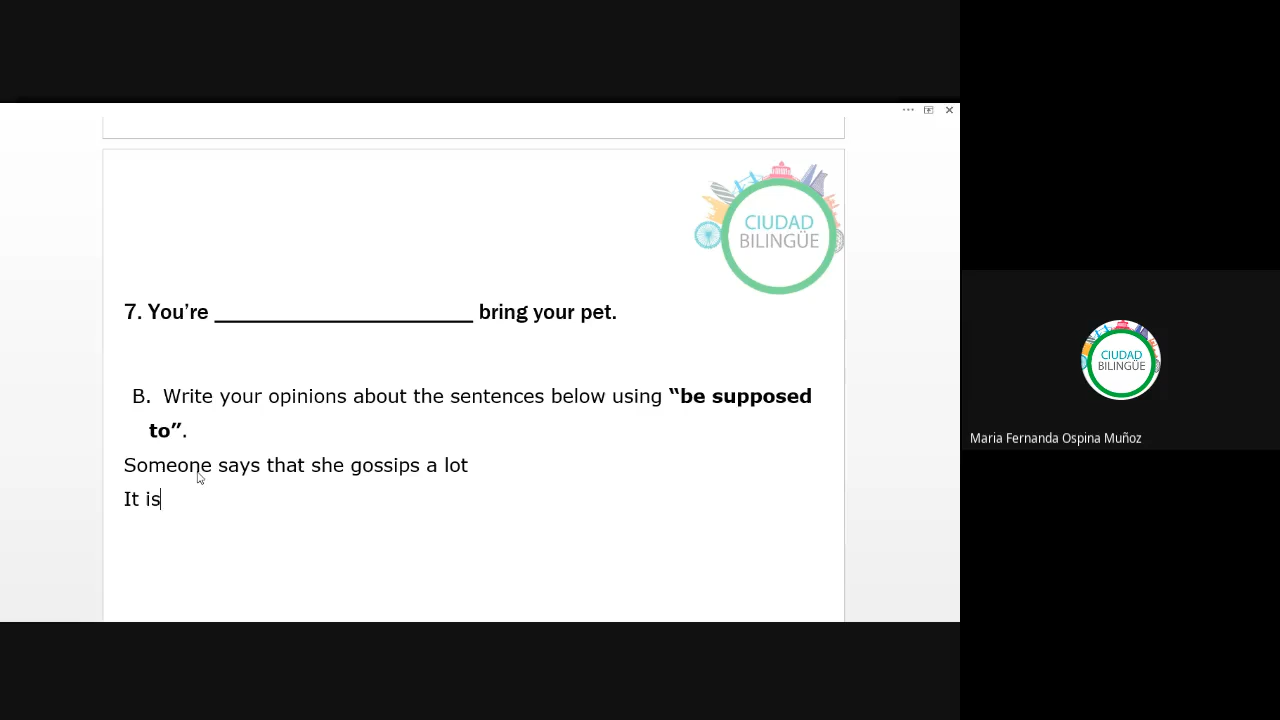 CIUDAD
BILINGÜE
7. You're ______________________ bring your pet.
B. Write your opinions about the sentences below using “be supposed
to”.
Someone says that she gossips a lot
It is
CIUDAD
BILINGÜE
Maria Fernanda Ospina Muñoz